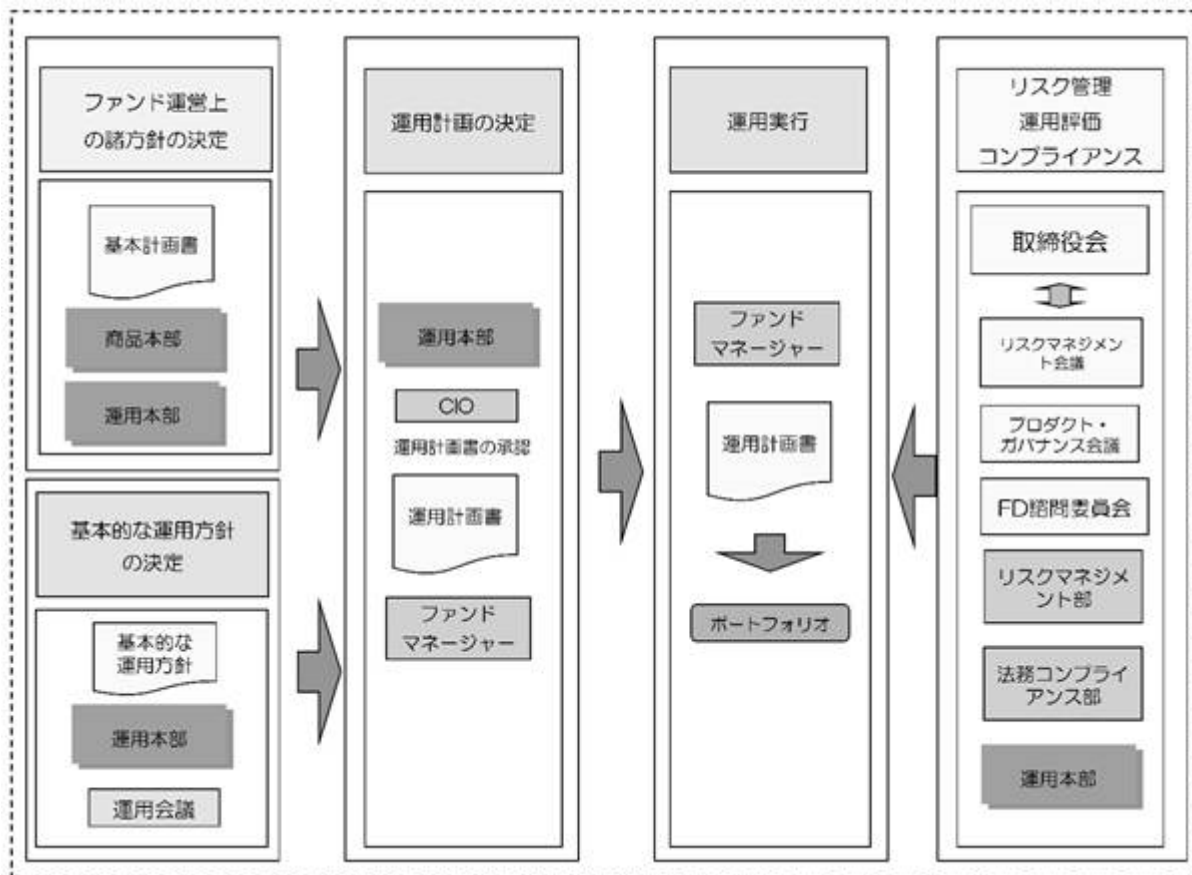 ファンド運営上
の諸方針の決定
基本計画書
商品本部
運用本部
基本的な運用方針
の決定
基本的な
運用方針
運用本部
運用会議
運用計画の決定
運用本部
CIO
運用計画書の承認
運用計画書
ファンド
マネージャー
運用実行
ファンド
マネージャー
運用計画書
ポートフォリオ
リスク管理
運用評価
コンプライアンス
取締役会
リスクマネジメン
ト会議
プロダクト・
ガバナンス会議
FD諮問委員会
リスクマネジメ
ント部
法務コンプライ
アンス部
運用本部